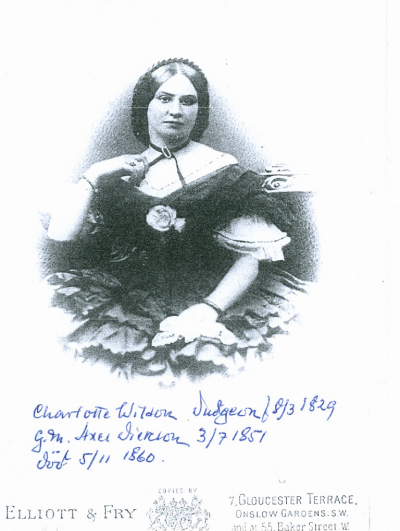 Charlotte Wilson Dudgeon f 8/3 1829
g.m. Axel Dickson 3/7 1851
död 5/11 1860.
COPIED BY
ELLIOTT & FRY
7, GLOUCESTER TERRACE,
ONSLOW GARDENS. S.W.
and at 55, Baker Street. W.